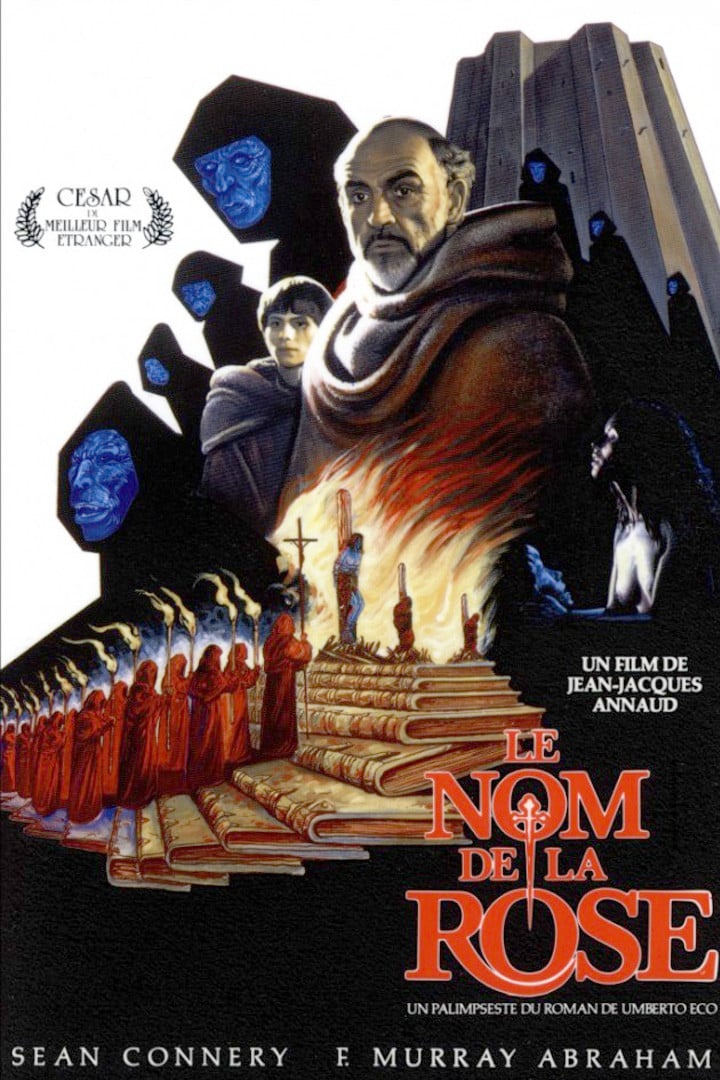 CESAR
DE
MEILLEUR FILM
ETRANGER
UN FILM DE
JEAN-JACQUES
ANNAUD
LE
NOM
DE LA
ROSE
UN PALIMPSESTE DU ROMAN DE UMBERTO ECO
SEAN CONNERY F. MURRAY ABRAHAM